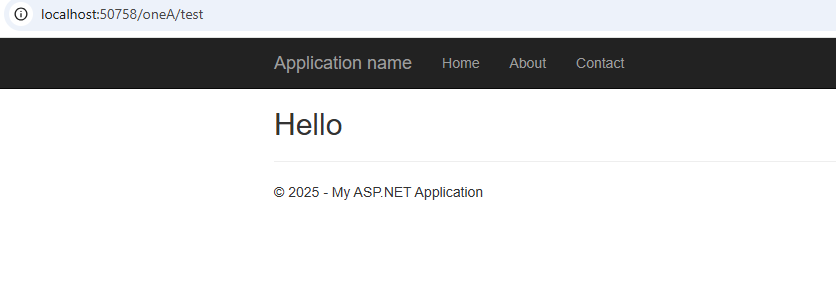 localhost:50758/oneA/test
Application name Home About Contact
Hello
© 2025 - My ASP.NET Application